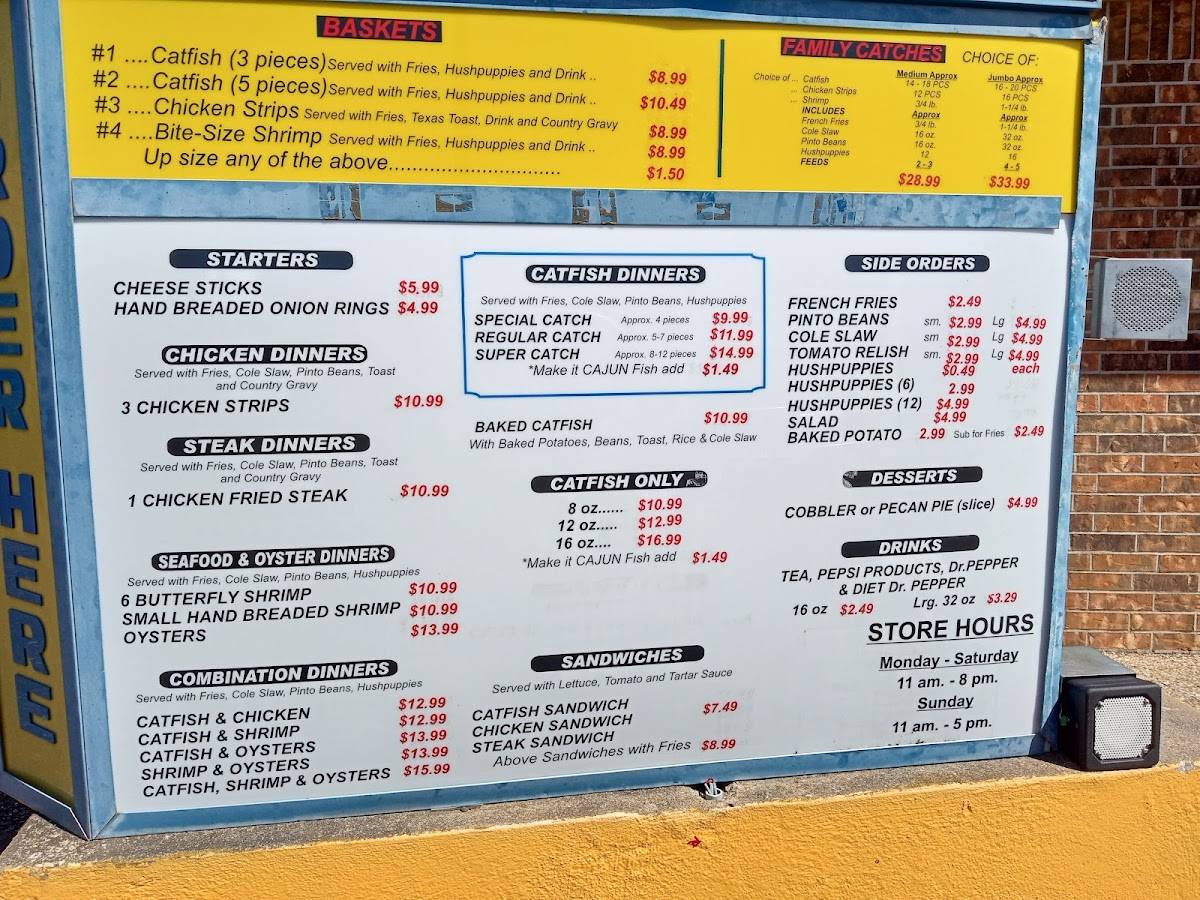 ORDER HERE
BASKETS
#1 ....Catfish (3 pieces) Served with Fries, Hushpuppies and Drink .. $8.99
#2 ....Catfish (5 pieces) Served with Fries, Hushpuppies and Drink .. $10.49
#3 ....Chicken Strips Served with Fries, Texas Toast, Drink and Country Gravy $8.99
#4 ....Bite-Size Shrimp Served with Fries, Hushpuppies and Drink .. $8.99
Up size any of the above............................... $1.50
FAMILY CATCHES CHOICE OF:
Medium Approx Jumbo Approx
Choice of ... Catfish 14 - 18 PCS 16 - 20 PCS
... Chicken Strips 12 PCS 16 PCS
... Shrimp 3/4 lb. 1-1/4 lb.
INCLUDES Approx Approx
French Fries 3/4 lb. 1-1/4 lb.
Cole Slaw 16 oz. 32 oz.
Pinto Beans 16 oz. 32 oz.
Hushpuppies 12 16
FEEDS 2 - 3 4 - 5
$28.99 $33.99
STARTERS
CHEESE STICKS $5.99
HAND BREADED ONION RINGS $4.99
CHICKEN DINNERS
Served with Fries, Cole Slaw, Pinto Beans, Toast
and Country Gravy
3 CHICKEN STRIPS $10.99
STEAK DINNERS
Served with Fries, Cole Slaw, Pinto Beans, Toast
and Country Gravy
1 CHICKEN FRIED STEAK $10.99
SEAFOOD & OYSTER DINNERS
Served with Fries, Cole Slaw, Pinto Beans, Hushpuppies
6 BUTTERFLY SHRIMP $10.99
SMALL HAND BREADED SHRIMP $10.99
OYSTERS $13.99
COMBINATION DINNERS
Served with Fries, Cole Slaw, Pinto Beans, Hushpuppies
CATFISH & CHICKEN $12.99
CATFISH & SHRIMP $12.99
CATFISH & OYSTERS $13.99
SHRIMP & OYSTERS $13.99
CATFISH, SHRIMP & OYSTERS $15.99
CATFISH DINNERS
Served with Fries, Cole Slaw, Pinto Beans, Hushpuppies
SPECIAL CATCH Approx. 4 pieces $9.99
REGULAR CATCH Approx. 5-7 pieces $11.99
SUPER CATCH Approx. 8-12 pieces $14.99
*Make it CAJUN Fish add $1.49
BAKED CATFISH $10.99
With Baked Potatoes, Beans, Toast, Rice & Cole Slaw
CATFISH ONLY
8 oz...... $10.99
12 oz..... $12.99
16 oz.... $16.99
*Make it CAJUN Fish add $1.49
SANDWICHES
Served with Lettuce, Tomato and Tartar Sauce
CATFISH SANDWICH $7.49
CHICKEN SANDWICH
STEAK SANDWICH
Above Sandwiches with Fries $8.99
SIDE ORDERS
FRENCH FRIES $2.49
PINTO BEANS sm. $2.99 Lg $4.99
COLE SLAW sm $2.99 Lg $4.99
TOMATO RELISH sm. $2.99 Lg $4.99
HUSHPUPPIES $0.49 each
HUSHPUPPIES (6) 2.99
HUSHPUPPIES (12) $4.99
SALAD $4.99
BAKED POTATO 2.99 Sub for Fries $2.49
DESSERTS
COBBLER or PECAN PIE (slice) $4.99
DRINKS
TEA, PEPSI PRODUCTS, Dr.PEPPER
& DIET Dr. PEPPER
16 oz $2.49 Lrg. 32 oz $3.29
STORE HOURS
Monday - Saturday
11 am. - 8 pm.
Sunday
11 am. - 5 pm.